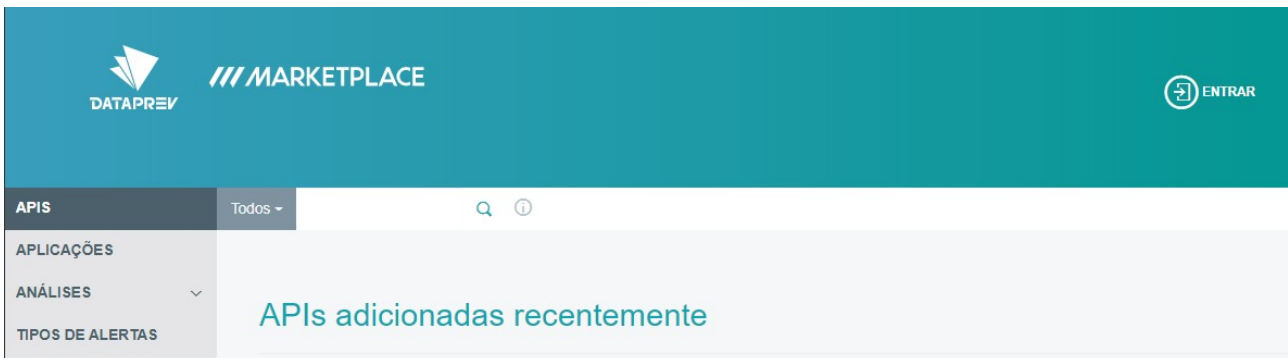 DATAPREV
MARKETPLACE
ENTRAR
APIS
Todos
APLICAÇÕES
ANÁLISES
TIPOS DE ALERTAS
APIs adicionadas recentemente